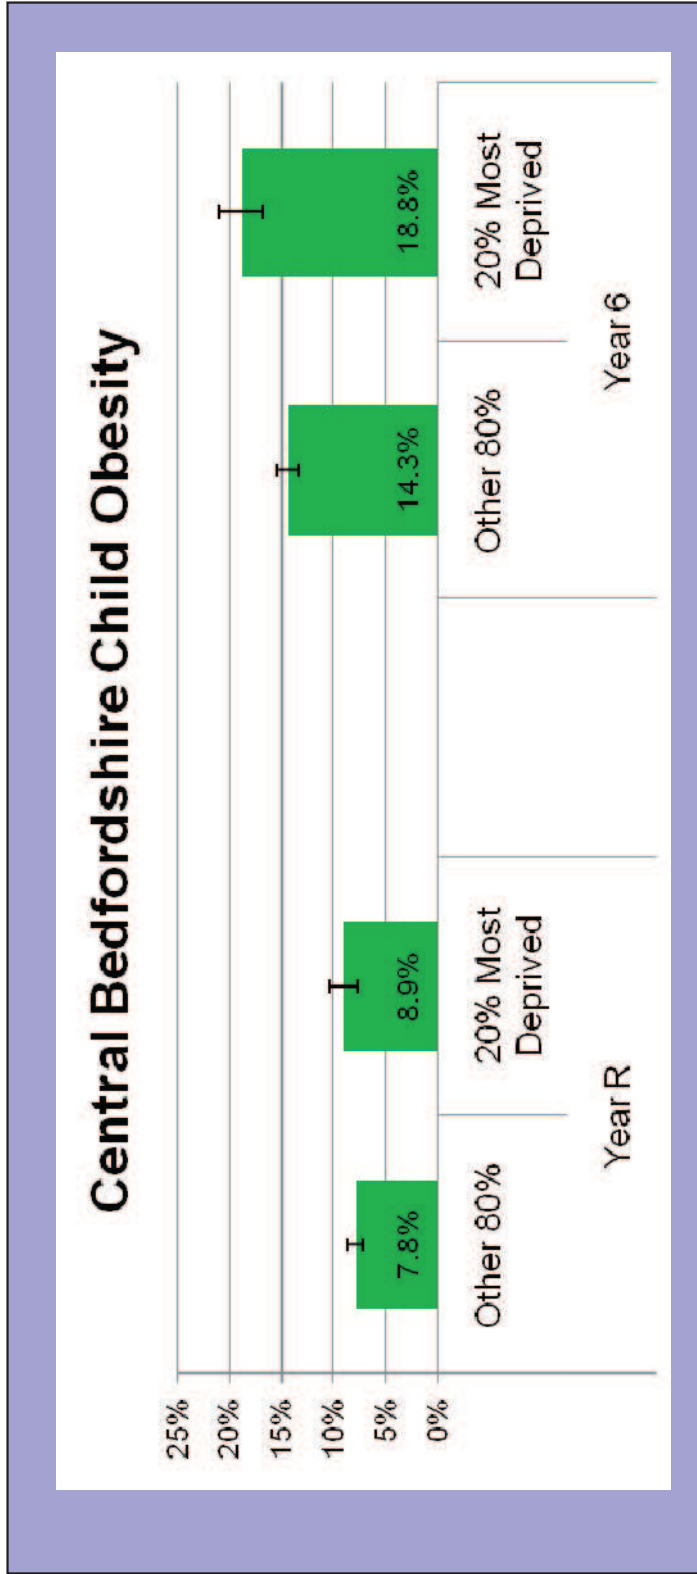 Central Bedfordshire Child Obesity
25%
20%
15%
10%
5%
0%
7.8%
8.9%
14.3%
18.8%
Other 80%
20% Most
Deprived
Other 80%
20% Most
Deprived
Year R
Year 6